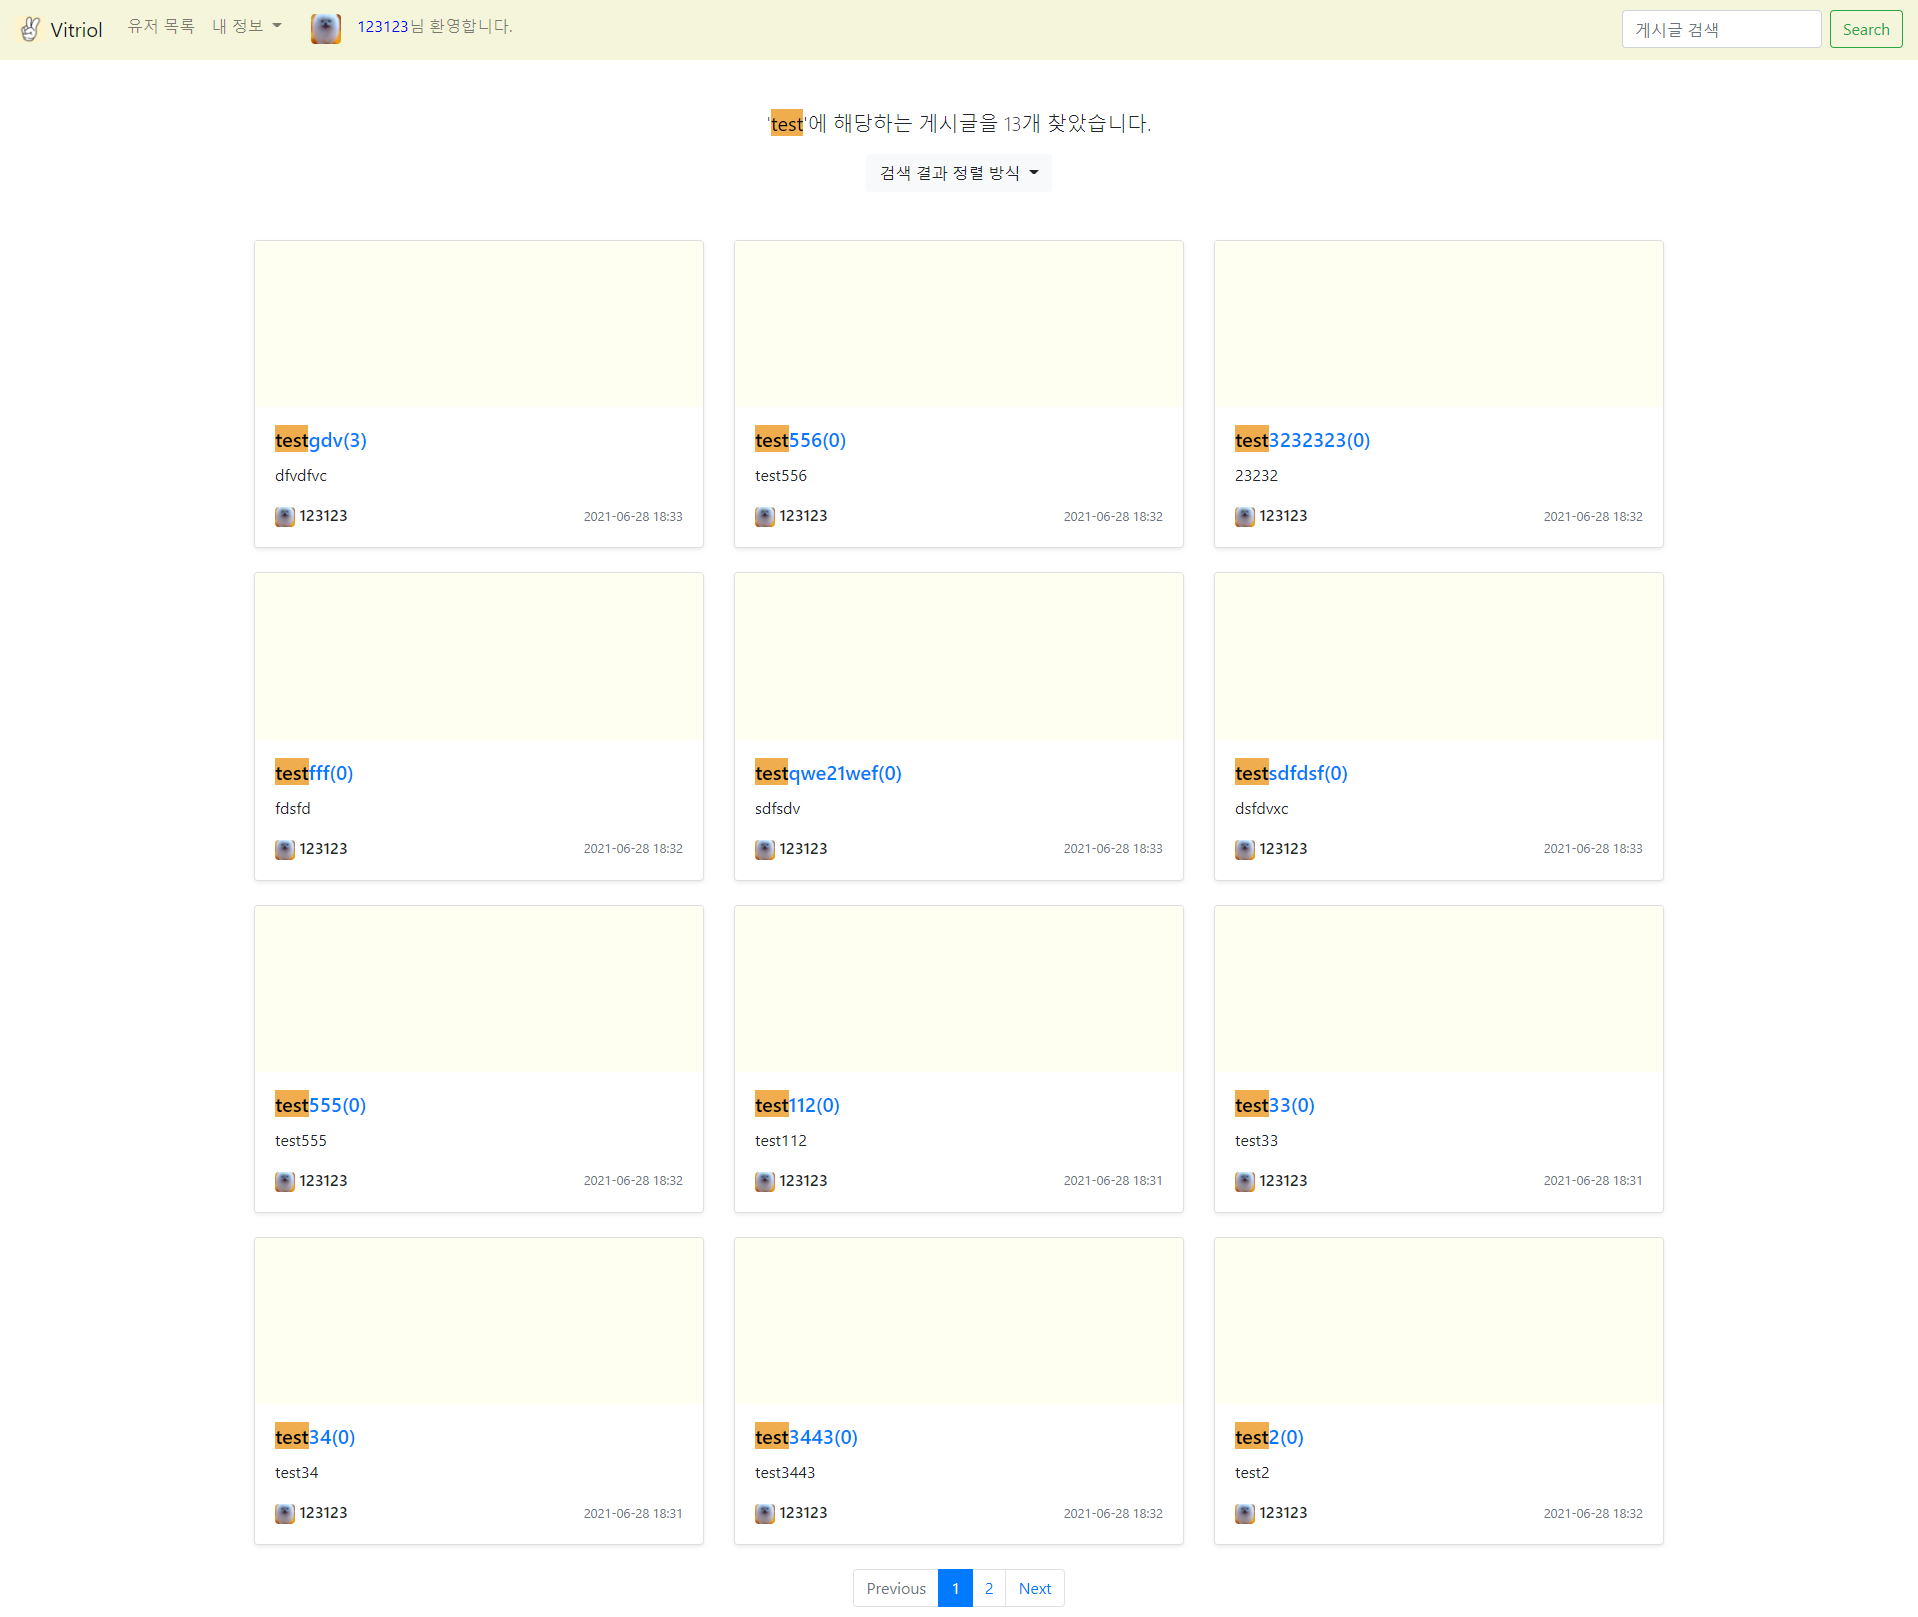 Vitriol 유저 목록 내 정보 123123님 환영합니다. 게시글 검색 Search
'test'에 해당하는 게시글을 13개 찾았습니다.
검색 결과 정렬 방식
testgdv(3)
dfvdfvc
123123 2021-06-28 18:33
test556(0)
test556
123123 2021-06-28 18:32
test3232323(0)
23232
123123 2021-06-28 18:32
testfff(0)
fdsfd
123123 2021-06-28 18:32
testqwe21wef(0)
sdfsdv
123123 2021-06-28 18:33
testsdfdsf(0)
dsfdvxc
123123 2021-06-28 18:33
test555(0)
test555
123123 2021-06-28 18:32
test112(0)
test112
123123 2021-06-28 18:31
test33(0)
test33
123123 2021-06-28 18:31
test34(0)
test34
123123 2021-06-28 18:31
test3443(0)
test3443
123123 2021-06-28 18:32
test2(0)
test2
123123 2021-06-28 18:32
Previous 1 2 Next